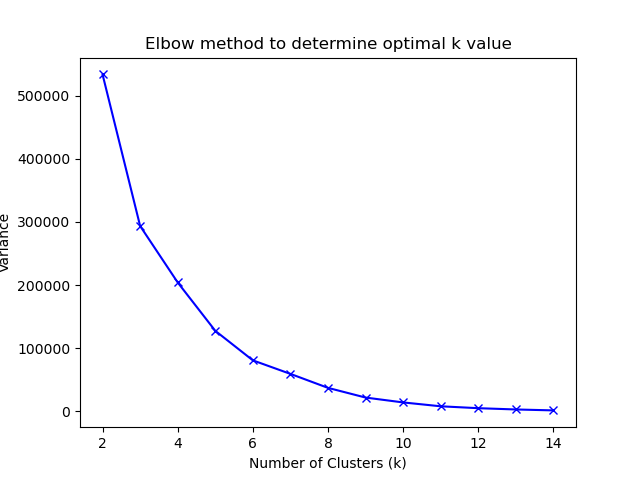 Elbow method to determine optimal k value
500000
400000
300000
200000
100000
0
Variance
2 4 6 8 10 12 14
Number of Clusters (k)